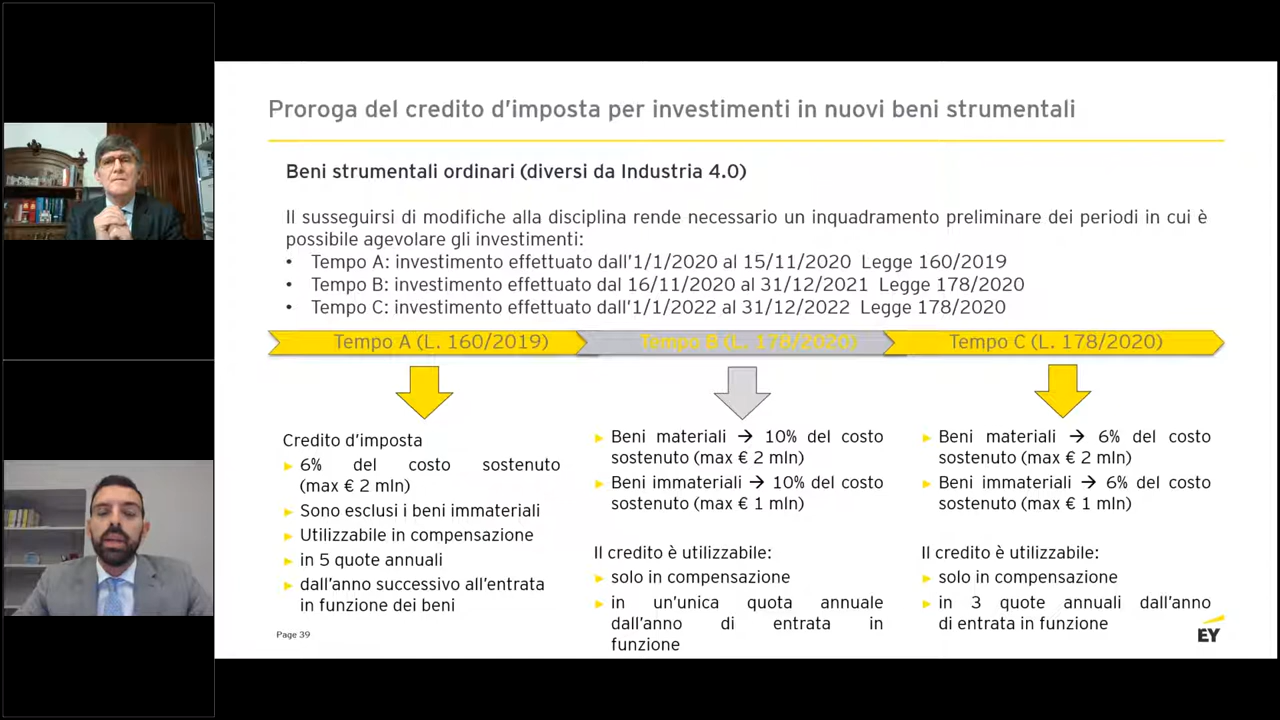 Proroga del credito d'imposta per investimenti in nuovi beni strumentali
Beni strumentali ordinari (diversi da Industria 4.0)
Il susseguirsi di modifiche alla disciplina rende necessario un inquadramento preliminare dei periodi in cui è
possibile agevolare gli investimenti:
• Tempo A: investimento effettuato dall'1/1/2020 al 15/11/2020 Legge 160/2019
• Tempo B: investimento effettuato dal 16/11/2020 al 31/12/2021 Legge 178/2020
• Tempo C: investimento effettuato dall'1/1/2022 al 31/12/2022 Legge 178/2020
Tempo A (L. 160/2019)
Tempo B (L. 178/2020)
Tempo C (L. 178/2020)
Credito d'imposta
► 6% del costo sostenuto
(max € 2 mln)
► Sono esclusi i beni immateriali
► Utilizzabile in compensazione
► in 5 quote annuali
► dall'anno successivo all'entrata
in funzione dei beni
► Beni materiali → 10% del costo
sostenuto (max € 2 mln)
► Beni immateriali → 10% del costo
sostenuto (max € 1 mln)
Il credito è utilizzabile:
► solo in compensazione
► in un'unica quota annuale
dall'anno di entrata in
funzione
► Beni materiali → 6% del costo
sostenuto (max € 2 mln)
► Beni immateriali → 6% del costo
sostenuto (max € 1 mln)
Il credito è utilizzabile:
► solo in compensazione
► in 3 quote annuali dall'anno
di entrata in funzione
Page 39
EY